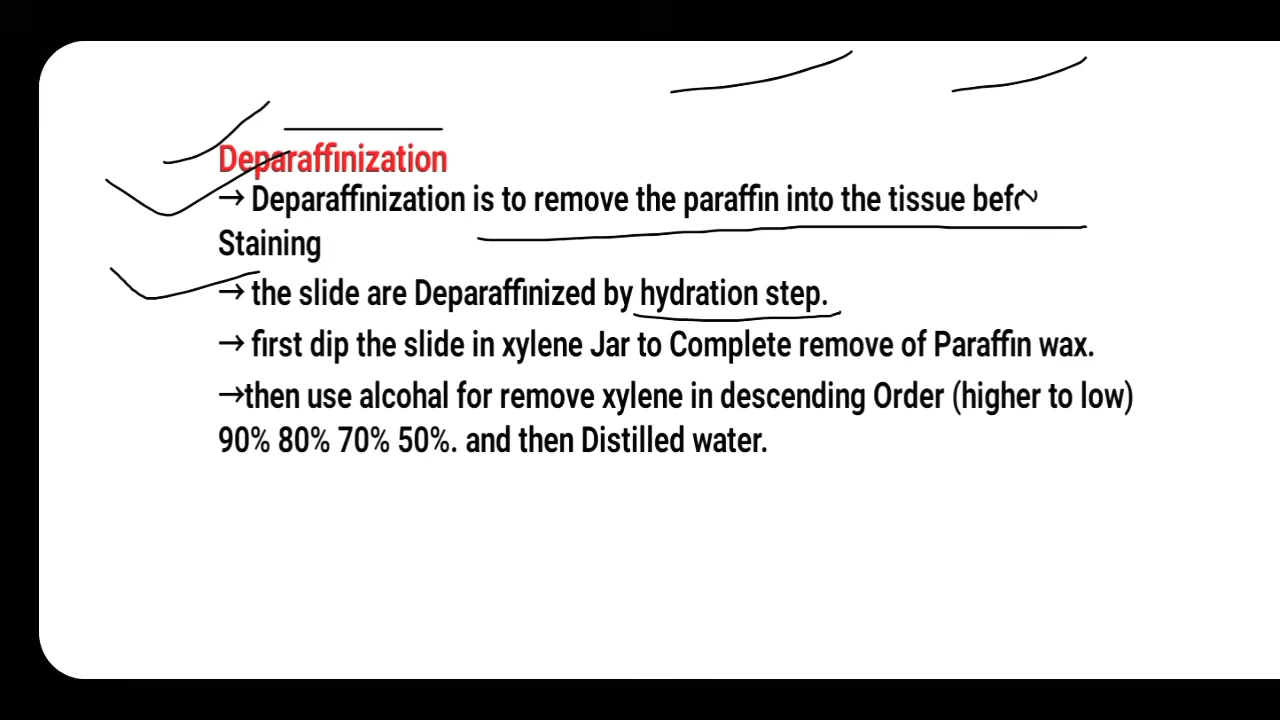 Deparaffinization
→ Deparaffinization is to remove the paraffin into the tissue
Staining
→ the slide are Deparaffinized by hydration step.
→ first dip the slide in xylene Jar to Complete remove of Paraffin wax.
→then use alcohal for remove xylene in descending Order (higher to low)
90% 80% 70% 50%. and then Distilled water.